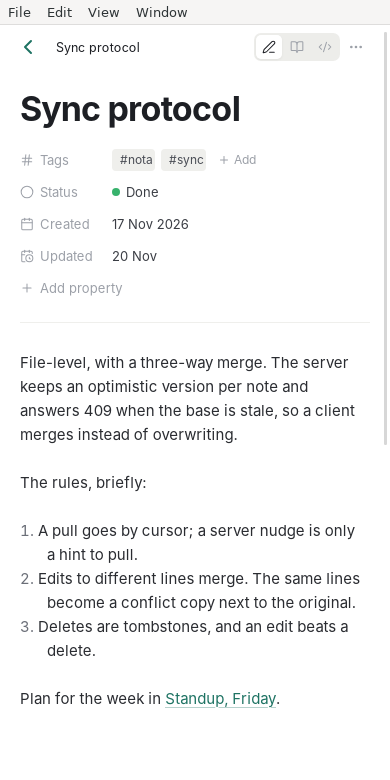 File Edit View Window
Sync protocol
Sync protocol
Tags #nota #sync Add
Status Done
Created 17 Nov 2026
Updated 20 Nov
Add property
File-level, with a three-way merge. The server
keeps an optimistic version per note and
answers 409 when the base is stale, so a client
merges instead of overwriting.
The rules, briefly:
1. A pull goes by cursor; a server nudge is only
a hint to pull.
2. Edits to different lines merge. The same lines
become a conflict copy next to the original.
3. Deletes are tombstones, and an edit beats a
delete.
Plan for the week in Standup, Friday.